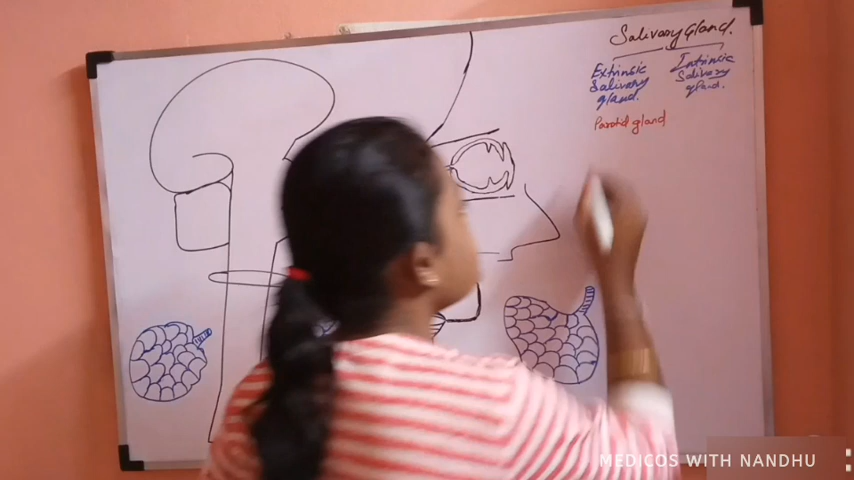 Salivary Gland.
Extrinsic
Salivary
gland.
Intrinsic
Salivary
gland.
Parotid gland
MEDICOS WITH NANDHU